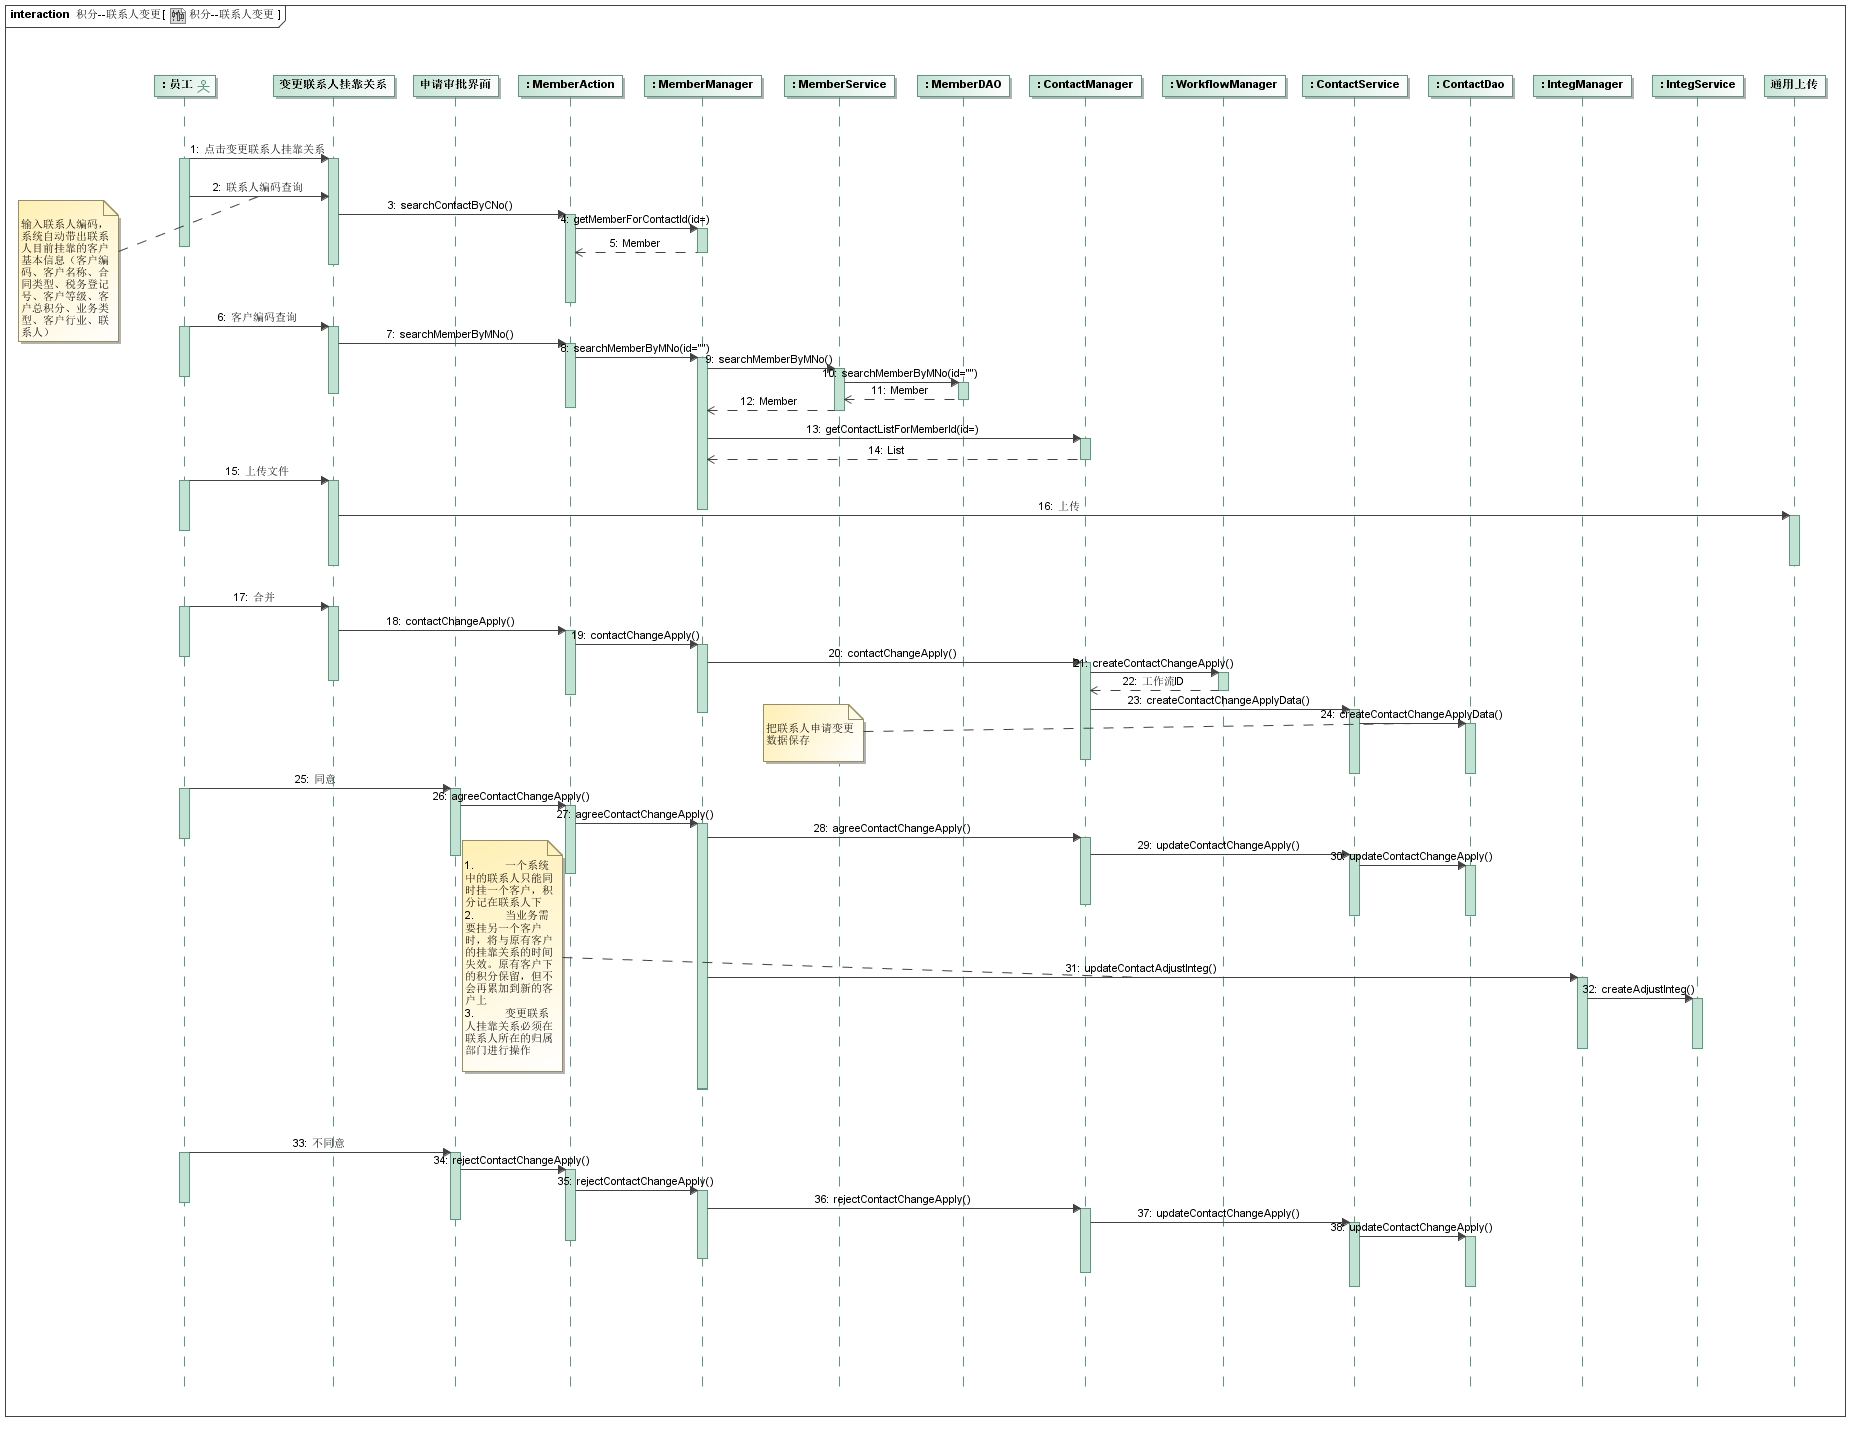 interaction 积分--联系人变更[ 积分--联系人变更 ]
: 员工
变更联系人挂靠关系
申请审批界面
: MemberAction
: MemberManager
: MemberService
: MemberDAO
: ContactManager
: WorkflowManager
: ContactService
: ContactDao
: IntegManager
: IntegService
通用上传
1: 点击变更联系人挂靠关系
2: 联系人编码查询
输入联系人编码，
系统自动带出联系
人目前挂靠的客户
基本信息（客户编
码、客户名称、合
同类型、税务登记
号、客户等级、客
户总积分、业务类
型、客户行业、联
系人）
3: searchContactByCNo()
4: getMemberForContactId(id=)
5: Member
6: 客户编码查询
7: searchMemberByMNo()
8: searchMemberByMNo(id="")
9: searchMemberByMNo()
10: searchMemberByMNo(id="")
11: Member
12: Member
13: getContactListForMemberId(id=)
14: List
15: 上传文件
16: 上传
17: 合并
18: contactChangeApply()
19: contactChangeApply()
20: contactChangeApply()
21: createContactChangeApply()
22: 工作流ID
23: createContactChangeApplyData()
24: createContactChangeApplyData()
把联系人申请变更
数据保存
25: 同意
26: agreeContactChangeApply()
27: agreeContactChangeApply()
28: agreeContactChangeApply()
29: updateContactChangeApply()
30: updateContactChangeApply()
1. 一个系统
中的联系人只能同
时挂一个客户，积
分记在联系人下
2. 当业务需
要挂另一个客户
时，将与原有客户
的挂靠关系的时间
失效。原有客户下
的积分保留，但不
会再累加到新的客
户上
3. 变更联系
人挂靠关系必须在
联系人所在的归属
部门进行操作
31: updateContactAdjustInteg()
32: createAdjustInteg()
33: 不同意
34: rejectContactChangeApply()
35: rejectContactChangeApply()
36: rejectContactChangeApply()
37: updateContactChangeApply()
38: updateContactChangeApply()